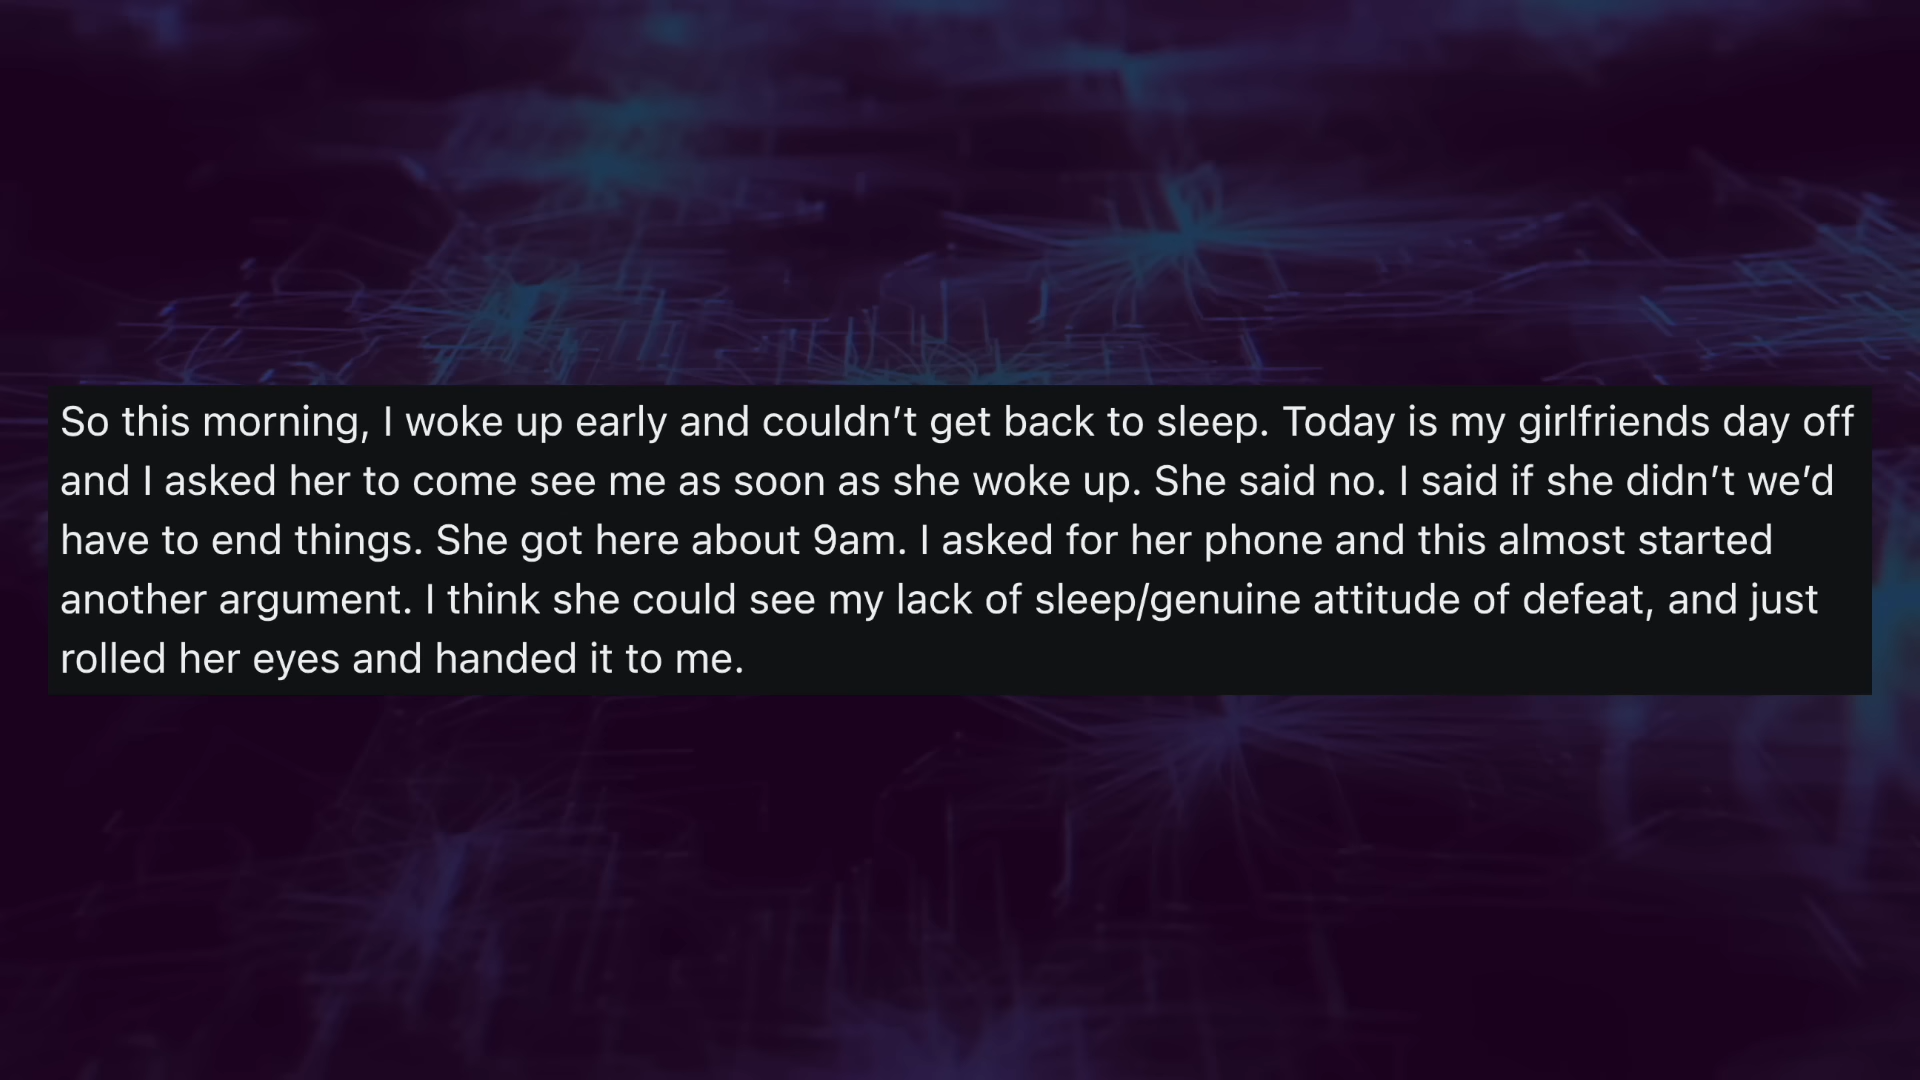 So this morning, I woke up early and couldn’t get back to sleep. Today is my girlfriends day off
and I asked her to come see me as soon as she woke up. She said no. I said if she didn’t we’d
have to end things. She got here about 9am. I asked for her phone and this almost started
another argument. I think she could see my lack of sleep/genuine attitude of defeat, and just
rolled her eyes and handed it to me.